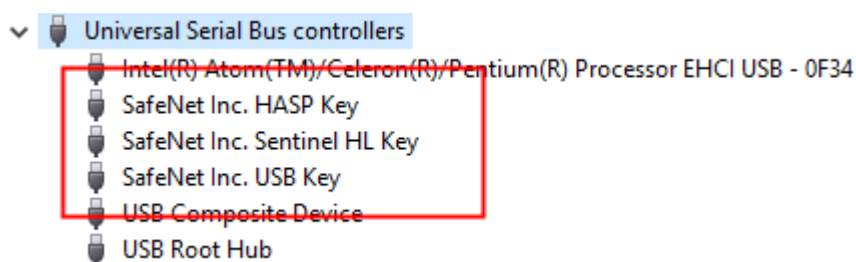 Universal Serial Bus controllers
Intel(R) Atom(TM)/Celeron(R)/Pentium(R) Processor EHCI USB - 0F34
SafeNet Inc. HASP Key
SafeNet Inc. Sentinel HL Key
SafeNet Inc. USB Key
USB Composite Device
USB Root Hub